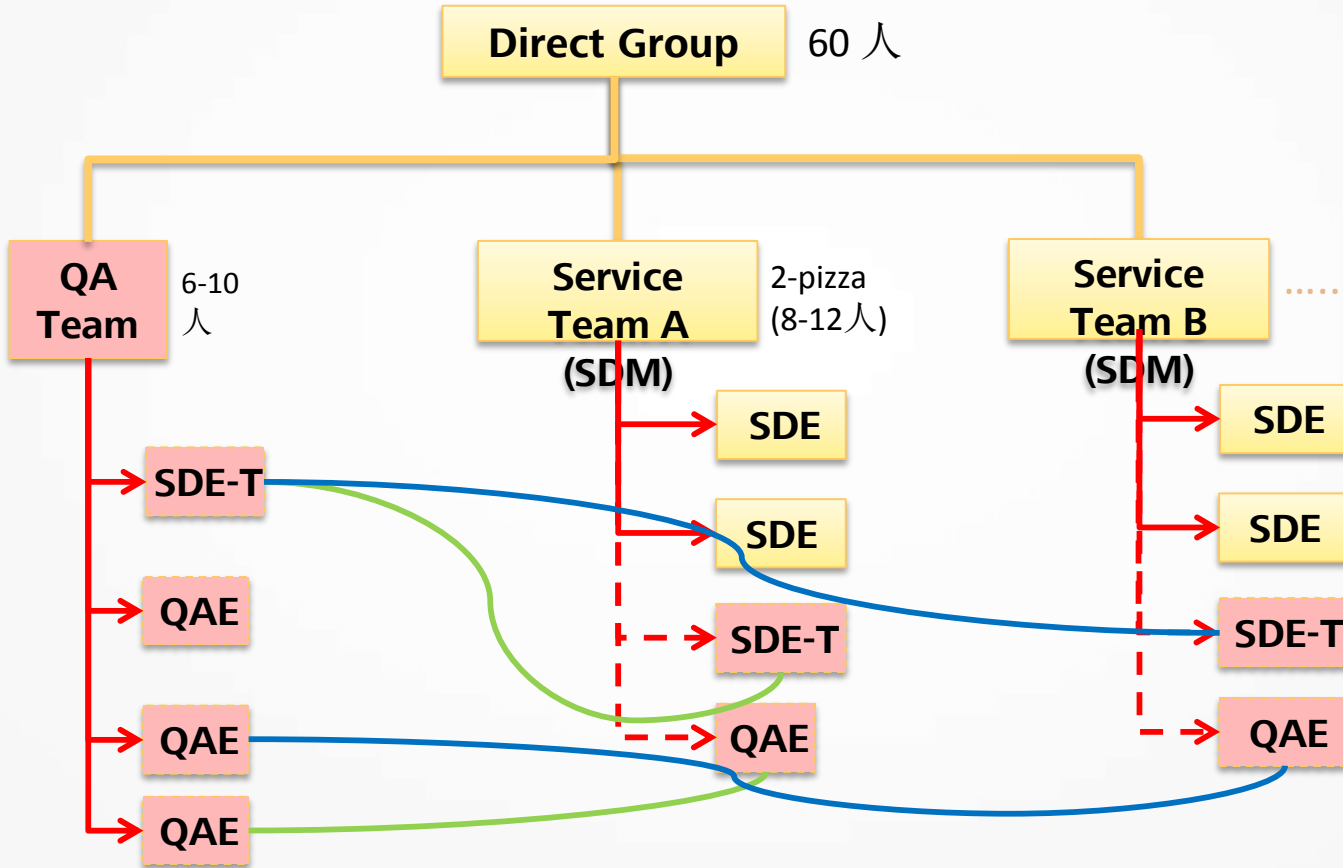 Direct Group
60 人
QA
Team
6-10
人
Service
Team A
(SDM)
2-pizza
(8-12人)
Service
Team B
(SDM)
......
SDE
SDE
SDE-T
SDE
SDE
QAE
SDE-T
SDE-T
QAE
QAE
QAE
QAE